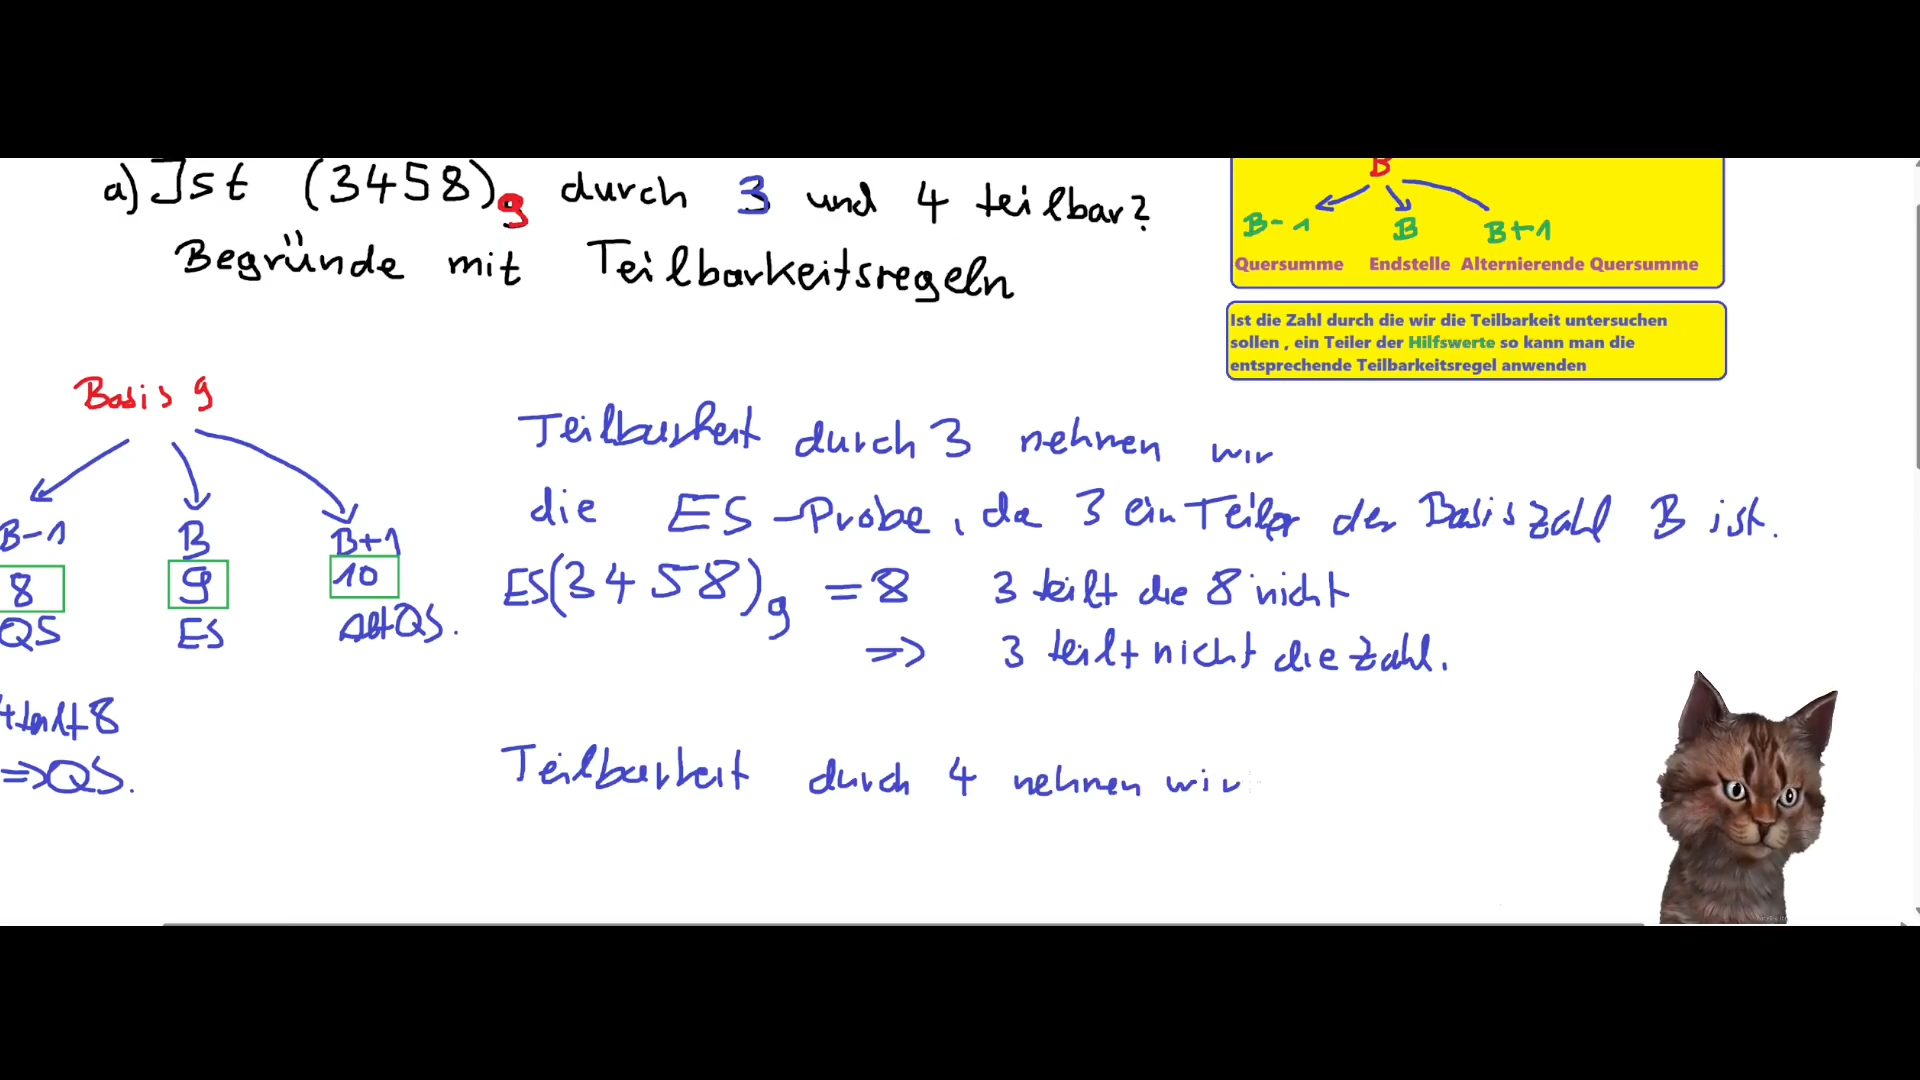 a) Ist (3458)9 durch 3 und 4 teilbar?
Begründe mit Teilbarkeitsregeln
B
B-1 B B+1
Quersumme Endstelle Alternierende Quersumme
Ist die Zahl durch die wir die Teilbarkeit untersuchen
sollen , ein Teiler der Hilfswerte so kann man die
entsprechende Teilbarkeitsregel anwenden
Basis 9
B-1 B B+1
8 9 10
QS ES AltQS.
4 teilt 8
=> QS.
Teilbarkeit durch 3 nehmen wir
die ES-Probe, da 3 ein Teiler der Basiszahl B ist.
ES(3458)9 = 8 3 teilt die 8 nicht
=> 3 teilt nicht die Zahl.
Teilbarkeit durch 4 nehmen wir